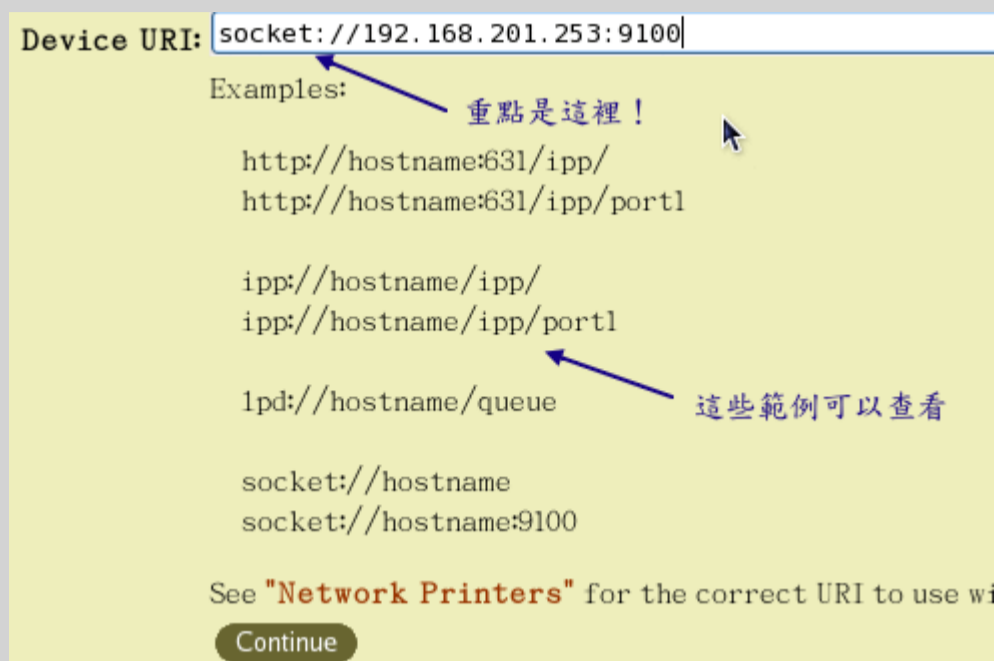 Device URI: socket://192.168.201.253:9100
Examples:
重點是這裡！
http://hostname:631/ipp/
http://hostname:631/ipp/port1
ipp://hostname/ipp/
ipp://hostname/ipp/port1
lpd://hostname/queue
這些範例可以查看
socket://hostname
socket://hostname:9100
See "Network Printers" for the correct URI to use wi
Continue